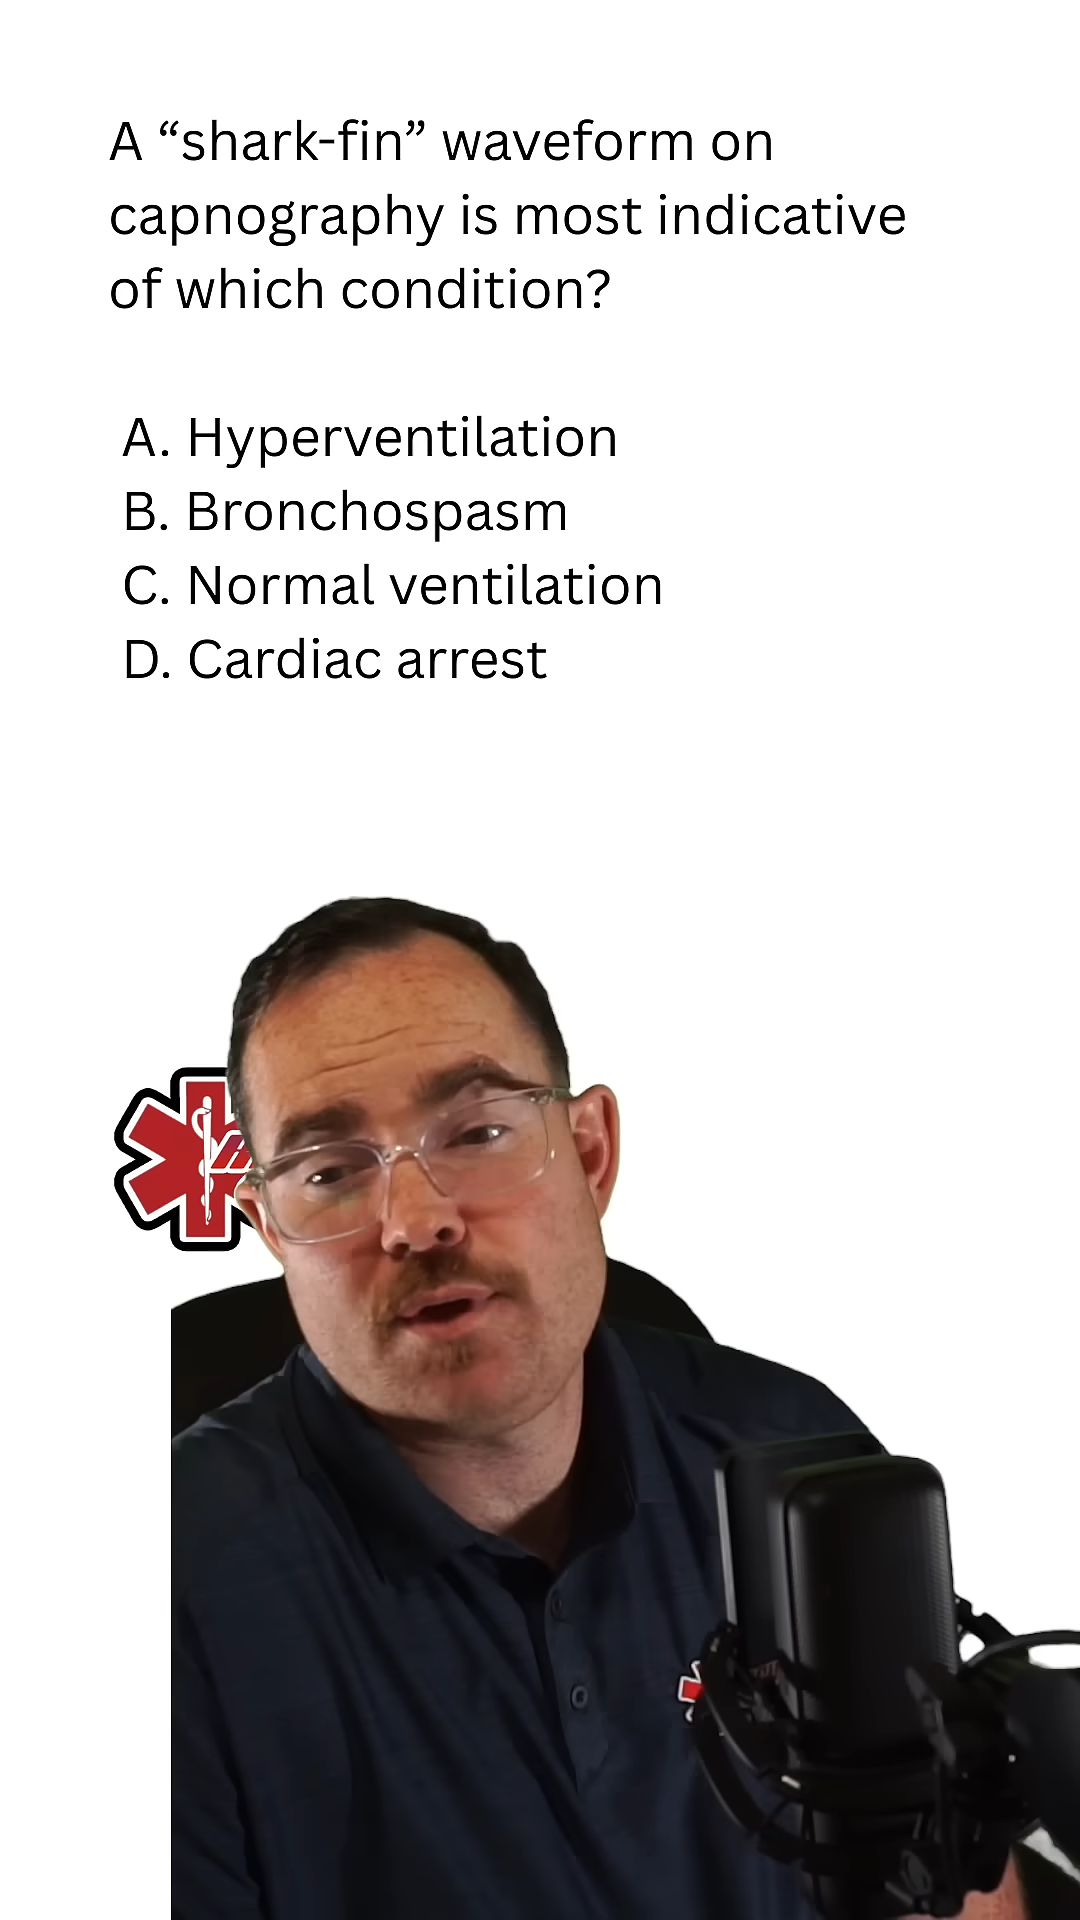 A “shark-fin” waveform on
capnography is most indicative
of which condition?
A. Hyperventilation
B. Bronchospasm
C. Normal ventilation
D. Cardiac arrest